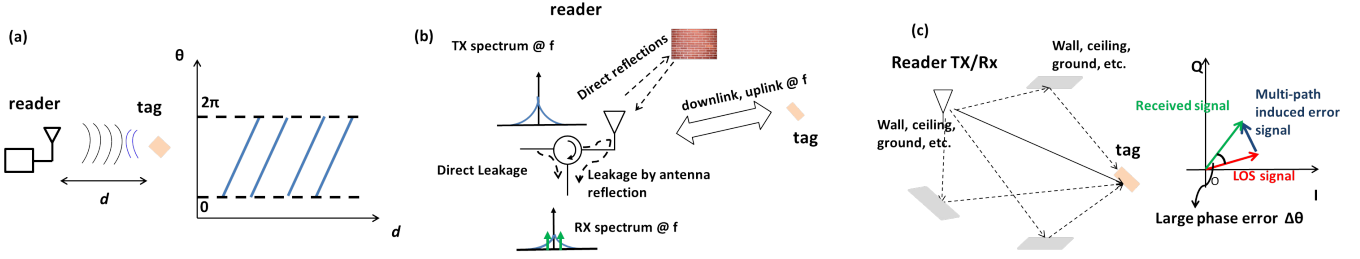 (a)
θ
2π
reader
tag
d
0
d
(b)
reader
TX spectrum @ f
Direct reflections
downlink, uplink @ f
tag
Direct Leakage
Leakage by antenna
reflection
RX spectrum @ f
(c)
Reader TX/Rx
Wall, ceiling,
ground, etc.
Wall, ceiling,
ground, etc.
tag
Q
Received signal
Multi-path
induced error
signal
LOS signal
O
I
Large phase error Δθ